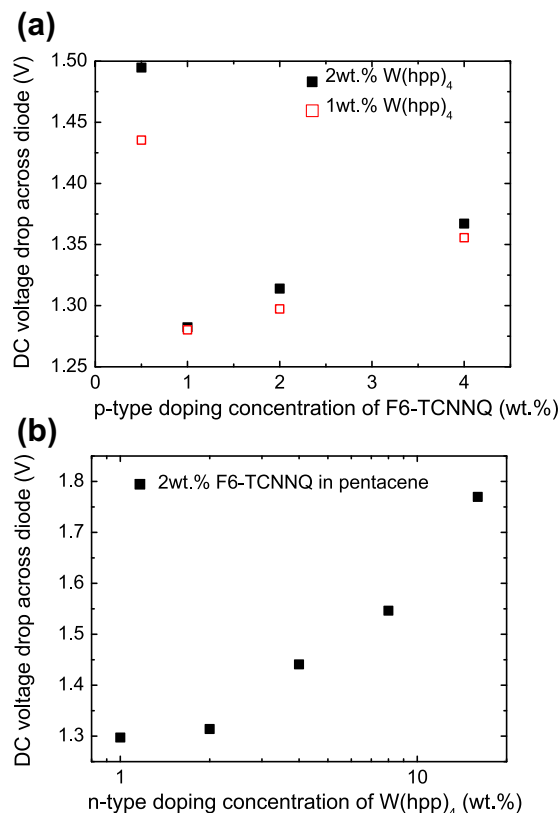 (a)
DC voltage drop across diode (V)
1.50
1.45
1.40
1.35
1.30
1.25
2wt.% W(hpp)₄
1wt.% W(hpp)₄
0 1 2 3 4
p-type doping concentration of F6-TCNNQ (wt.%)
(b)
DC voltage drop across diode (V)
1.8
1.7
1.6
1.5
1.4
1.3
2wt.% F6-TCNNQ in pentacene
1 10
n-type doping concentration of W(hpp)₄ (wt.%)